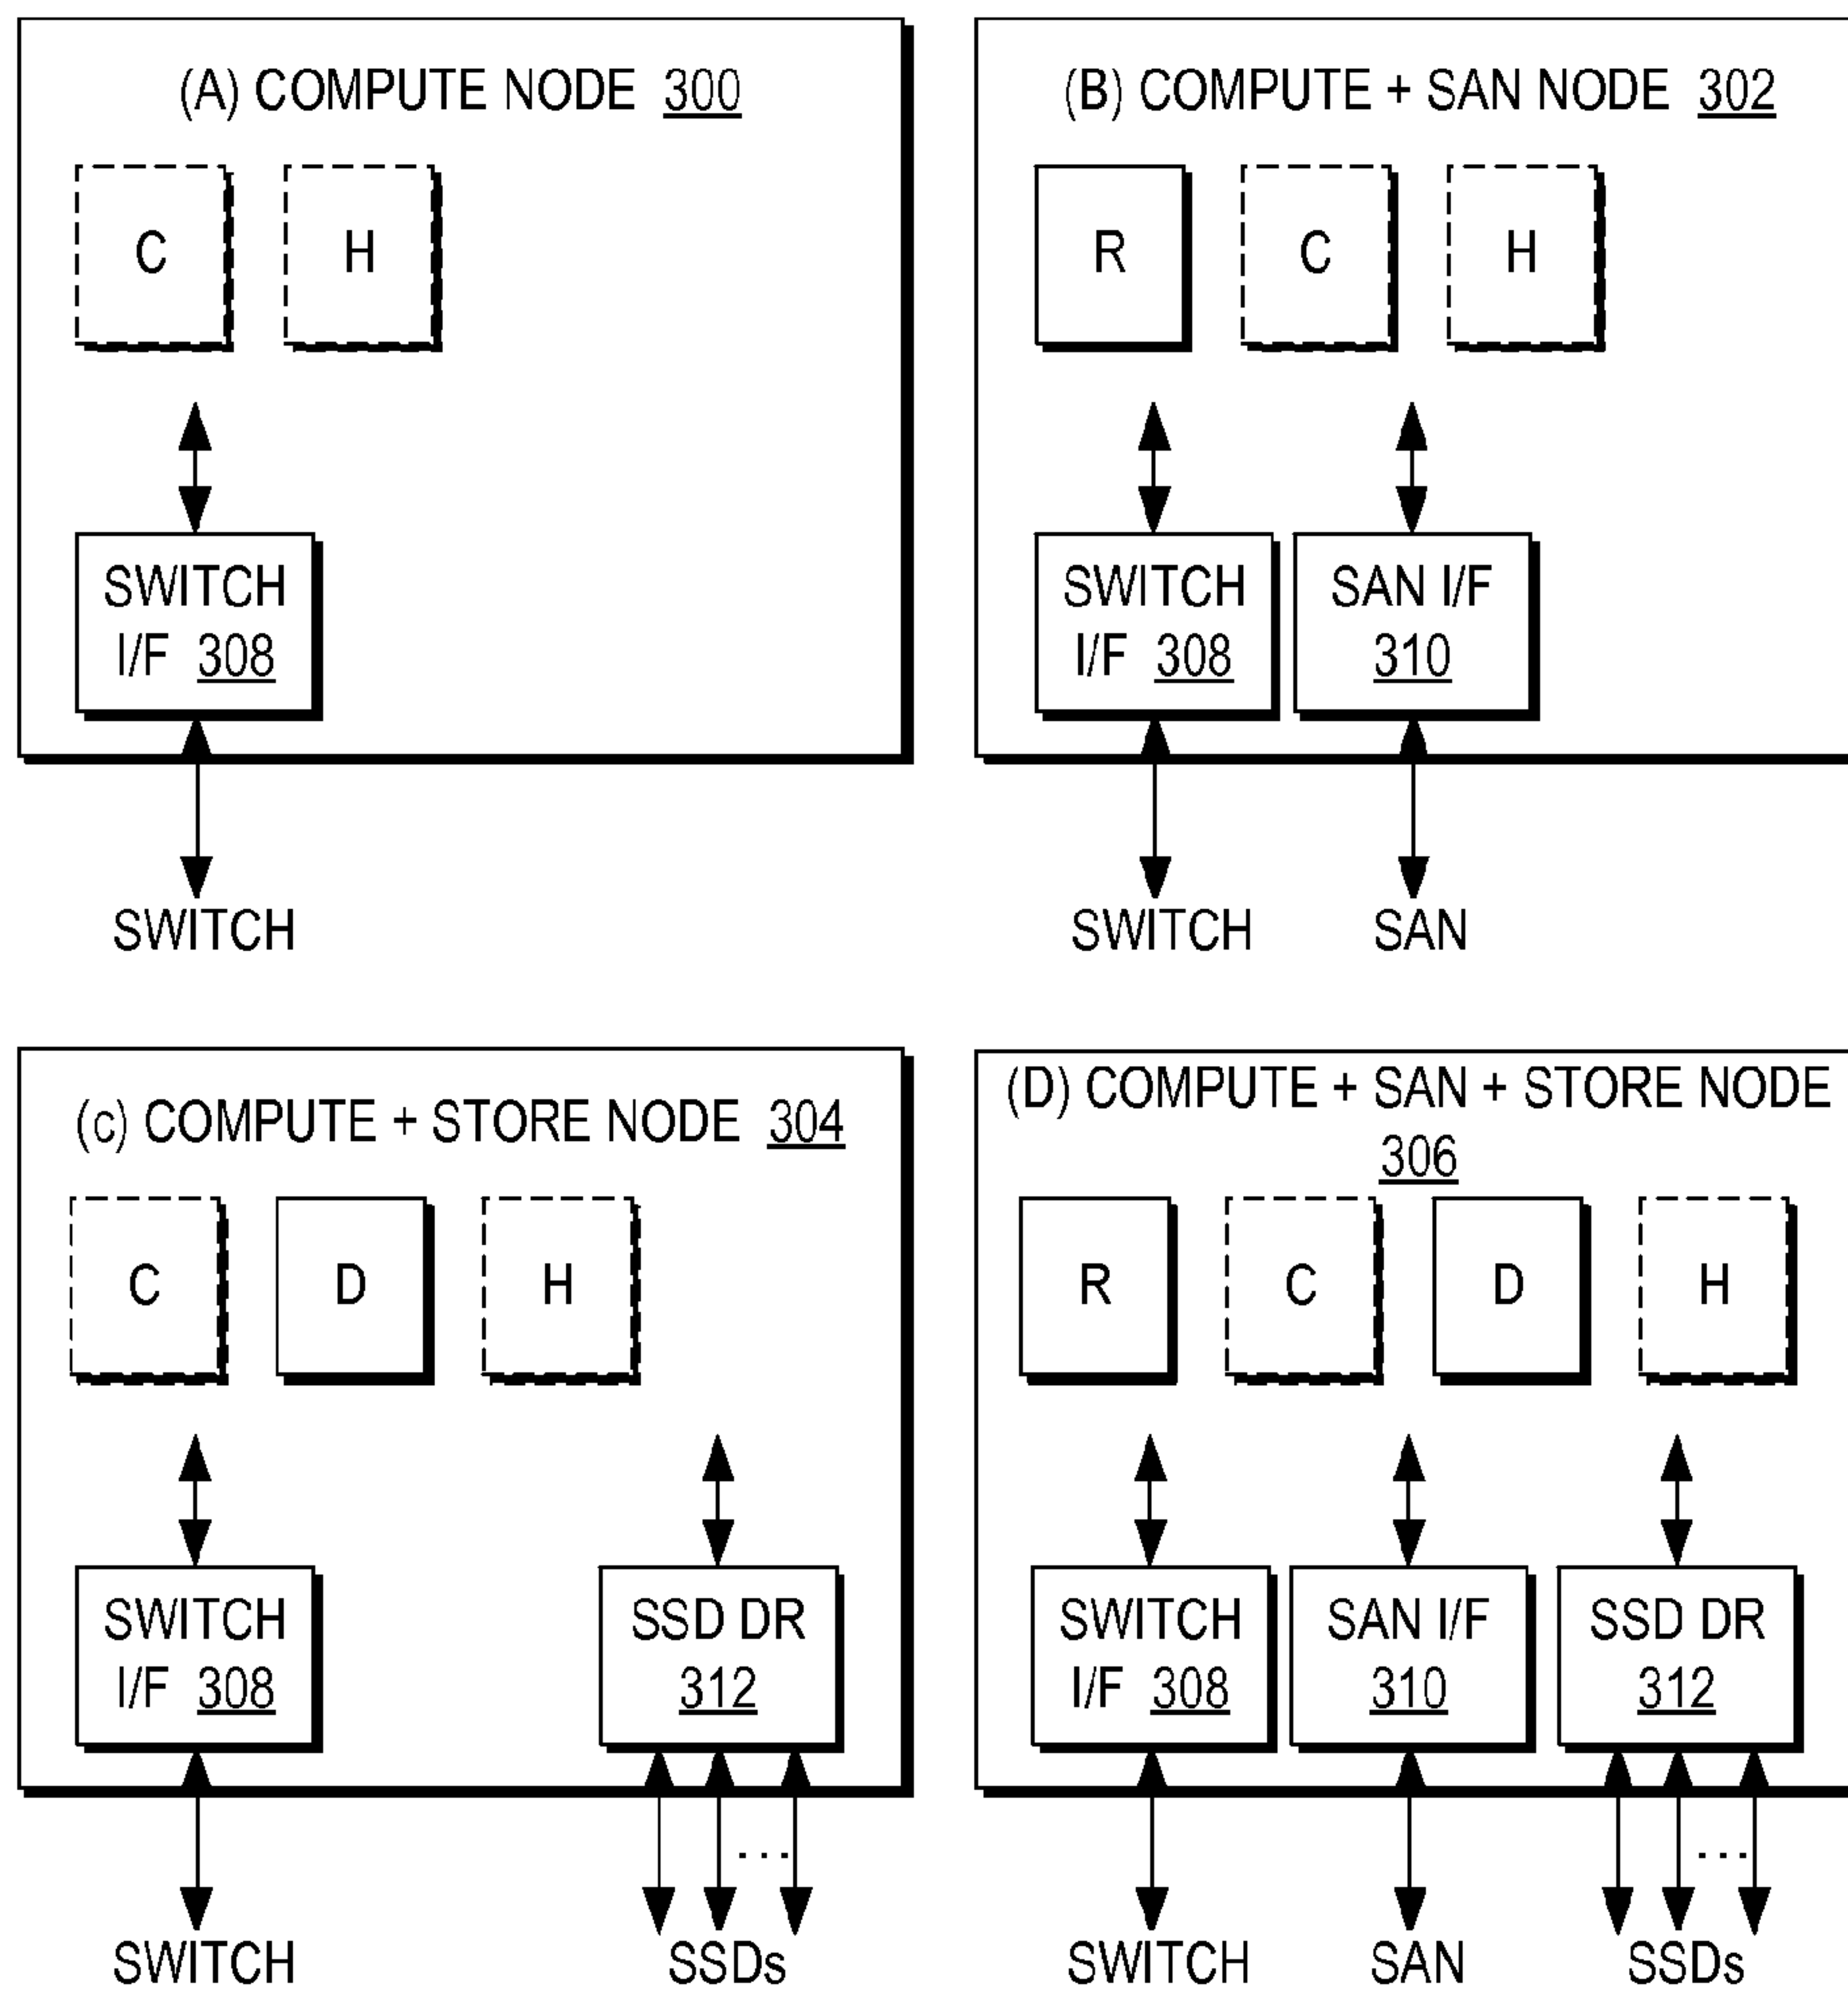 (A) COMPUTE NODE 300
C
H
SWITCH
I/F 308
SWITCH
(B) COMPUTE + SAN NODE 302
R
C
H
SWITCH
I/F 308
SAN I/F
310
SWITCH
SAN
(c) COMPUTE + STORE NODE 304
C
D
H
SWITCH
I/F 308
SSD DR
312
...
SWITCH
SSDs
(D) COMPUTE + SAN + STORE NODE
306
R
C
D
H
SWITCH
I/F 308
SAN I/F
310
SSD DR
312
...
SWITCH
SAN
SSDs